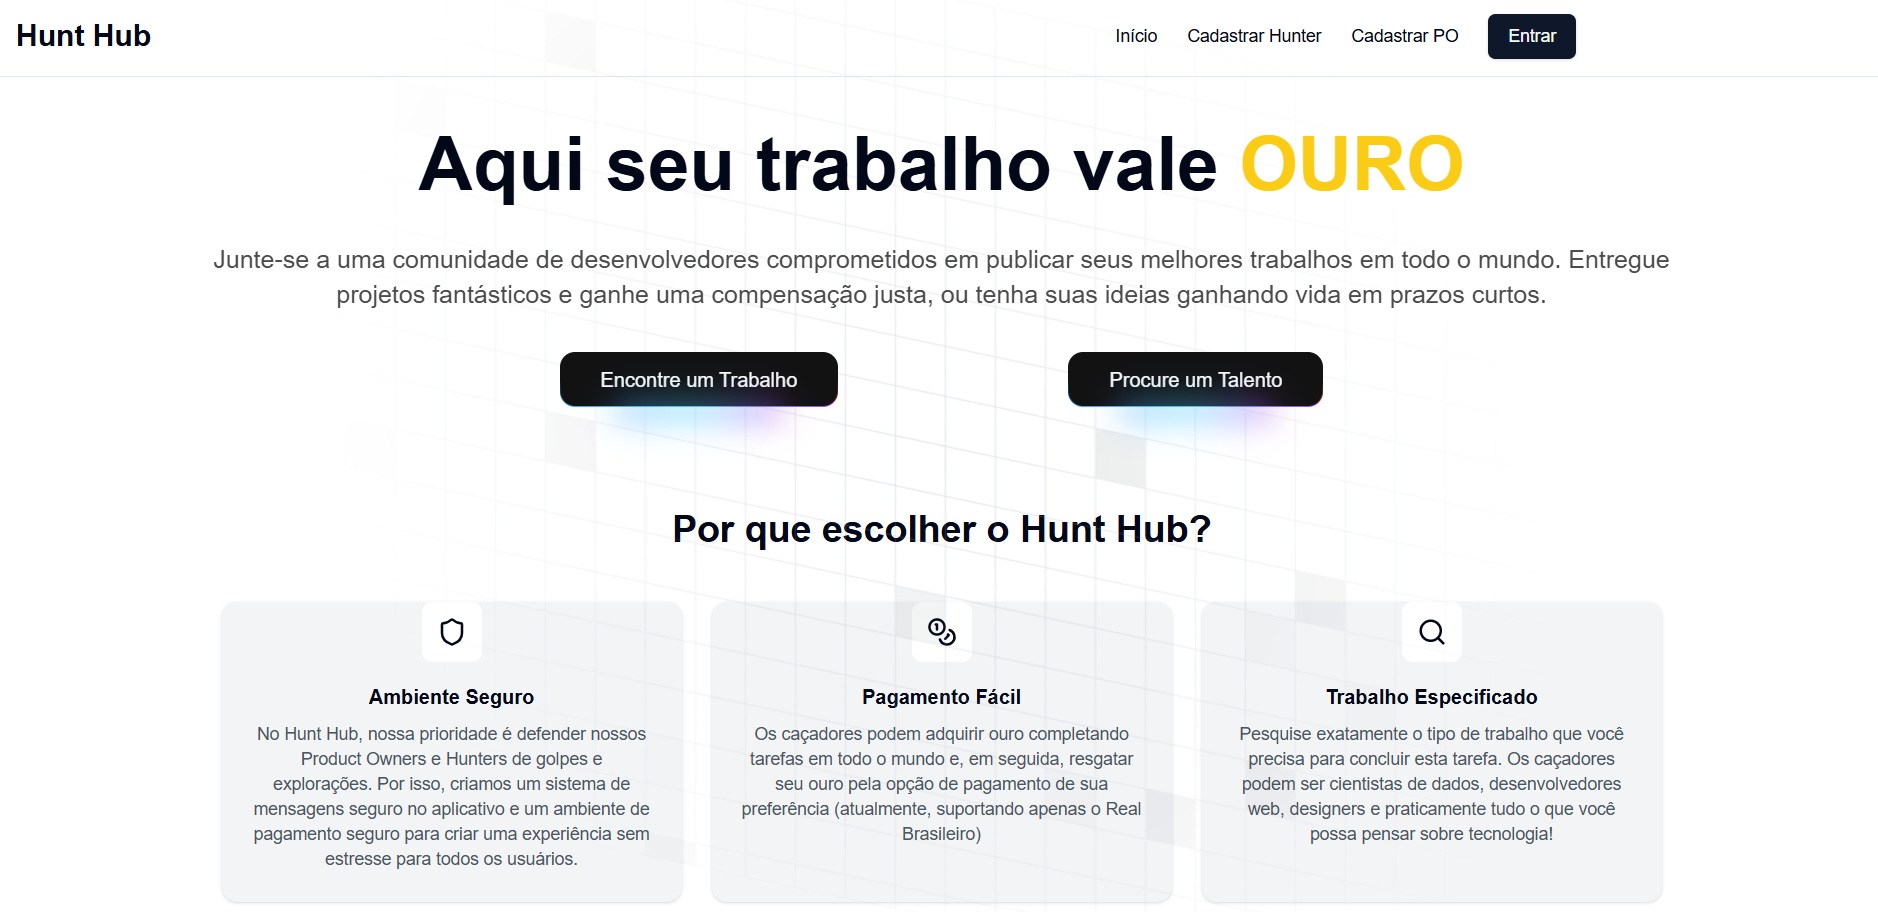 Hunt Hub
Início Cadastrar Hunter Cadastrar PO Entrar
Aqui seu trabalho vale OURO
Junte-se a uma comunidade de desenvolvedores comprometidos em publicar seus melhores trabalhos em todo o mundo. Entregue
projetos fantásticos e ganhe uma compensação justa, ou tenha suas ideias ganhando vida em prazos curtos.
Encontre um Trabalho
Procure um Talento
Por que escolher o Hunt Hub?
Ambiente Seguro
No Hunt Hub, nossa prioridade é defender nossos
Product Owners e Hunters de golpes e
explorações. Por isso, criamos um sistema de
mensagens seguro no aplicativo e um ambiente de
pagamento seguro para criar uma experiência sem
estresse para todos os usuários.
Pagamento Fácil
Os caçadores podem adquirir ouro completando
tarefas em todo o mundo e, em seguida, resgatar
seu ouro pela opção de pagamento de sua
preferência (atualmente, suportando apenas o Real
Brasileiro)
Trabalho Especificado
Pesquise exatamente o tipo de trabalho que você
precisa para concluir esta tarefa. Os caçadores
podem ser cientistas de dados, desenvolvedores
web, designers e praticamente tudo o que você
possa pensar sobre tecnologia!